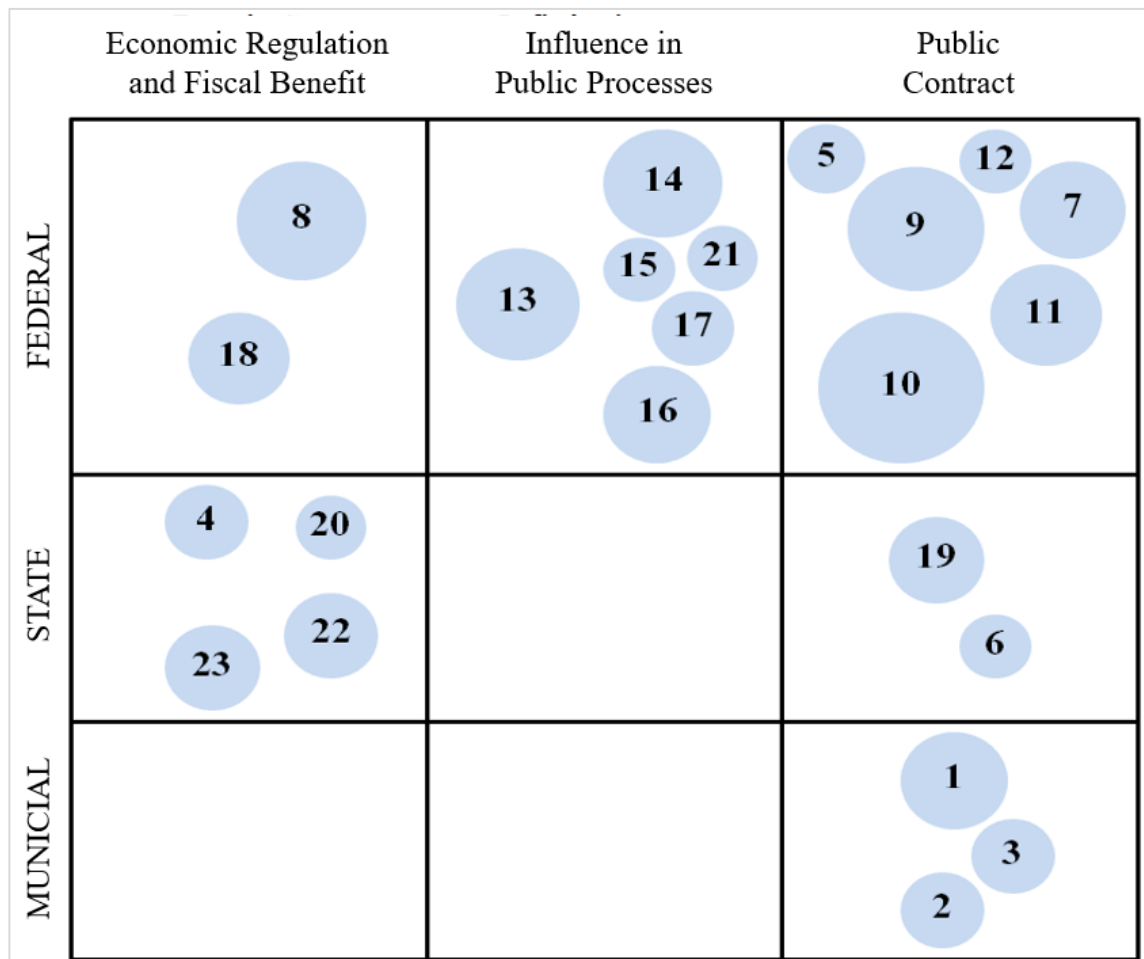 Economic Regulation
and Fiscal Benefit
Influence in
Public Processes
Public
Contract
FEDERAL
8
18
14
15
21
13
17
16
5
12
9
7
11
10
STATE
4
20
22
23
19
6
MUNICIAL
1
3
2